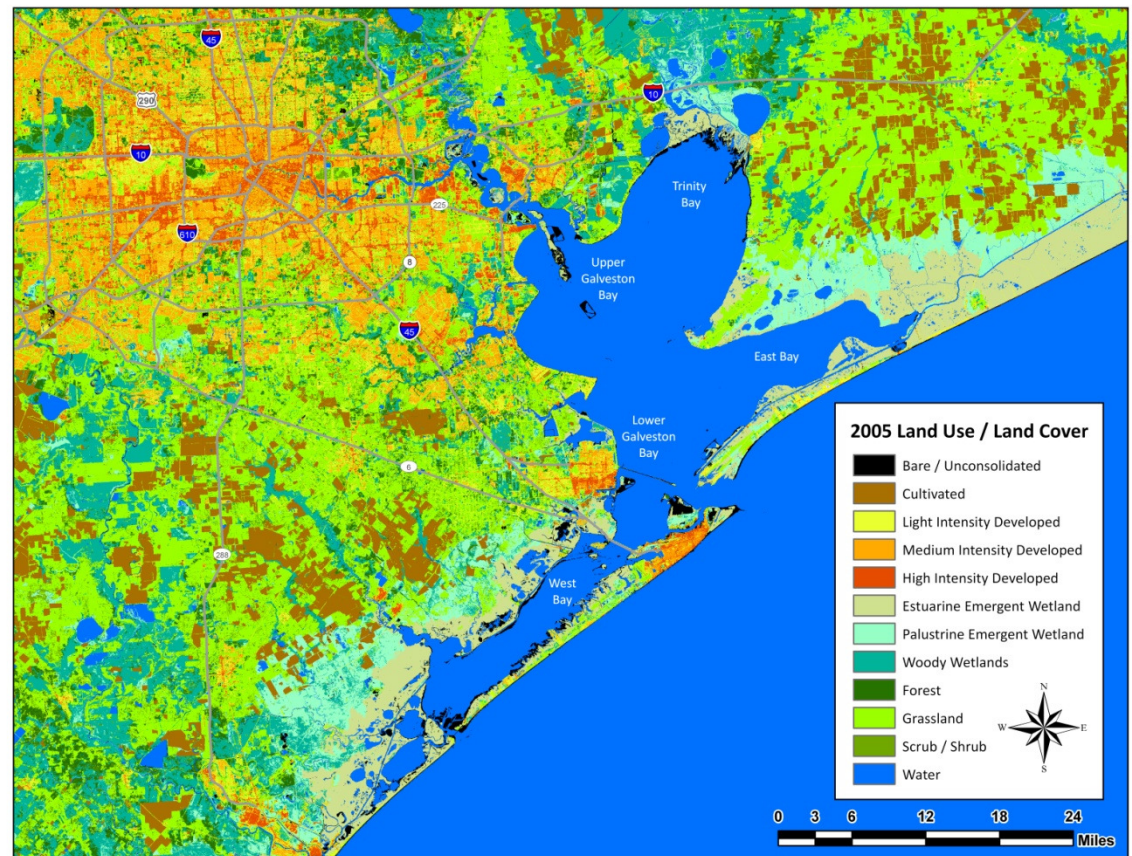 45
290
10
10
Trinity
Bay
225
610
8
Upper
Galveston
Bay
45
East Bay
Lower
Galveston
Bay
6
288
West
Bay
2005 Land Use / Land Cover
Bare / Unconsolidated
Cultivated
Light Intensity Developed
Medium Intensity Developed
High Intensity Developed
Estuarine Emergent Wetland
Palustrine Emergent Wetland
Woody Wetlands
Forest
Grassland
Scrub / Shrub
Water
N
W E
S
0 3 6 12 18 24
Miles